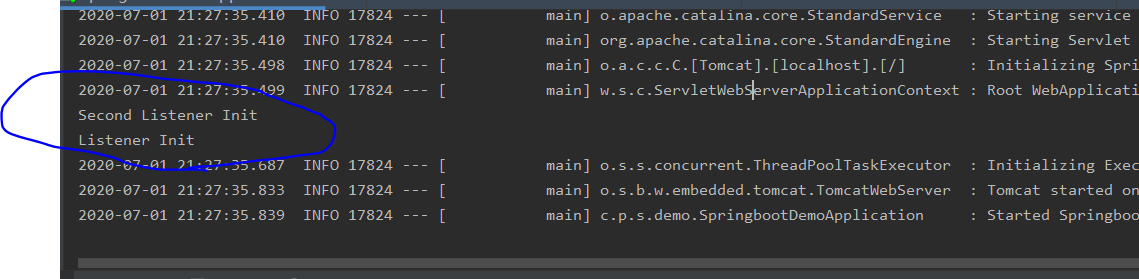 2020-07-01 21:27:35.410  INFO 17824 --- [           main] o.apache.catalina.core.StandardService   : Starting service
2020-07-01 21:27:35.410  INFO 17824 --- [           main] org.apache.catalina.core.StandardEngine  : Starting Servlet
2020-07-01 21:27:35.498  INFO 17824 --- [           main] o.a.c.c.C.[Tomcat].[localhost].[/]       : Initializing Spri
2020-07-01 21:27:35.499  INFO 17824 --- [           main] w.s.c.ServletWebServerApplicationContext : Root WebApplicati
Second Listener Init
Listener Init
2020-07-01 21:27:35.687  INFO 17824 --- [           main] o.s.s.concurrent.ThreadPoolTaskExecutor  : Initializing Exec
2020-07-01 21:27:35.833  INFO 17824 --- [           main] o.s.b.w.embedded.tomcat.TomcatWebServer  : Tomcat started on
2020-07-01 21:27:35.839  INFO 17824 --- [           main] c.p.s.demo.SpringbootDemoApplication     : Started Springboo